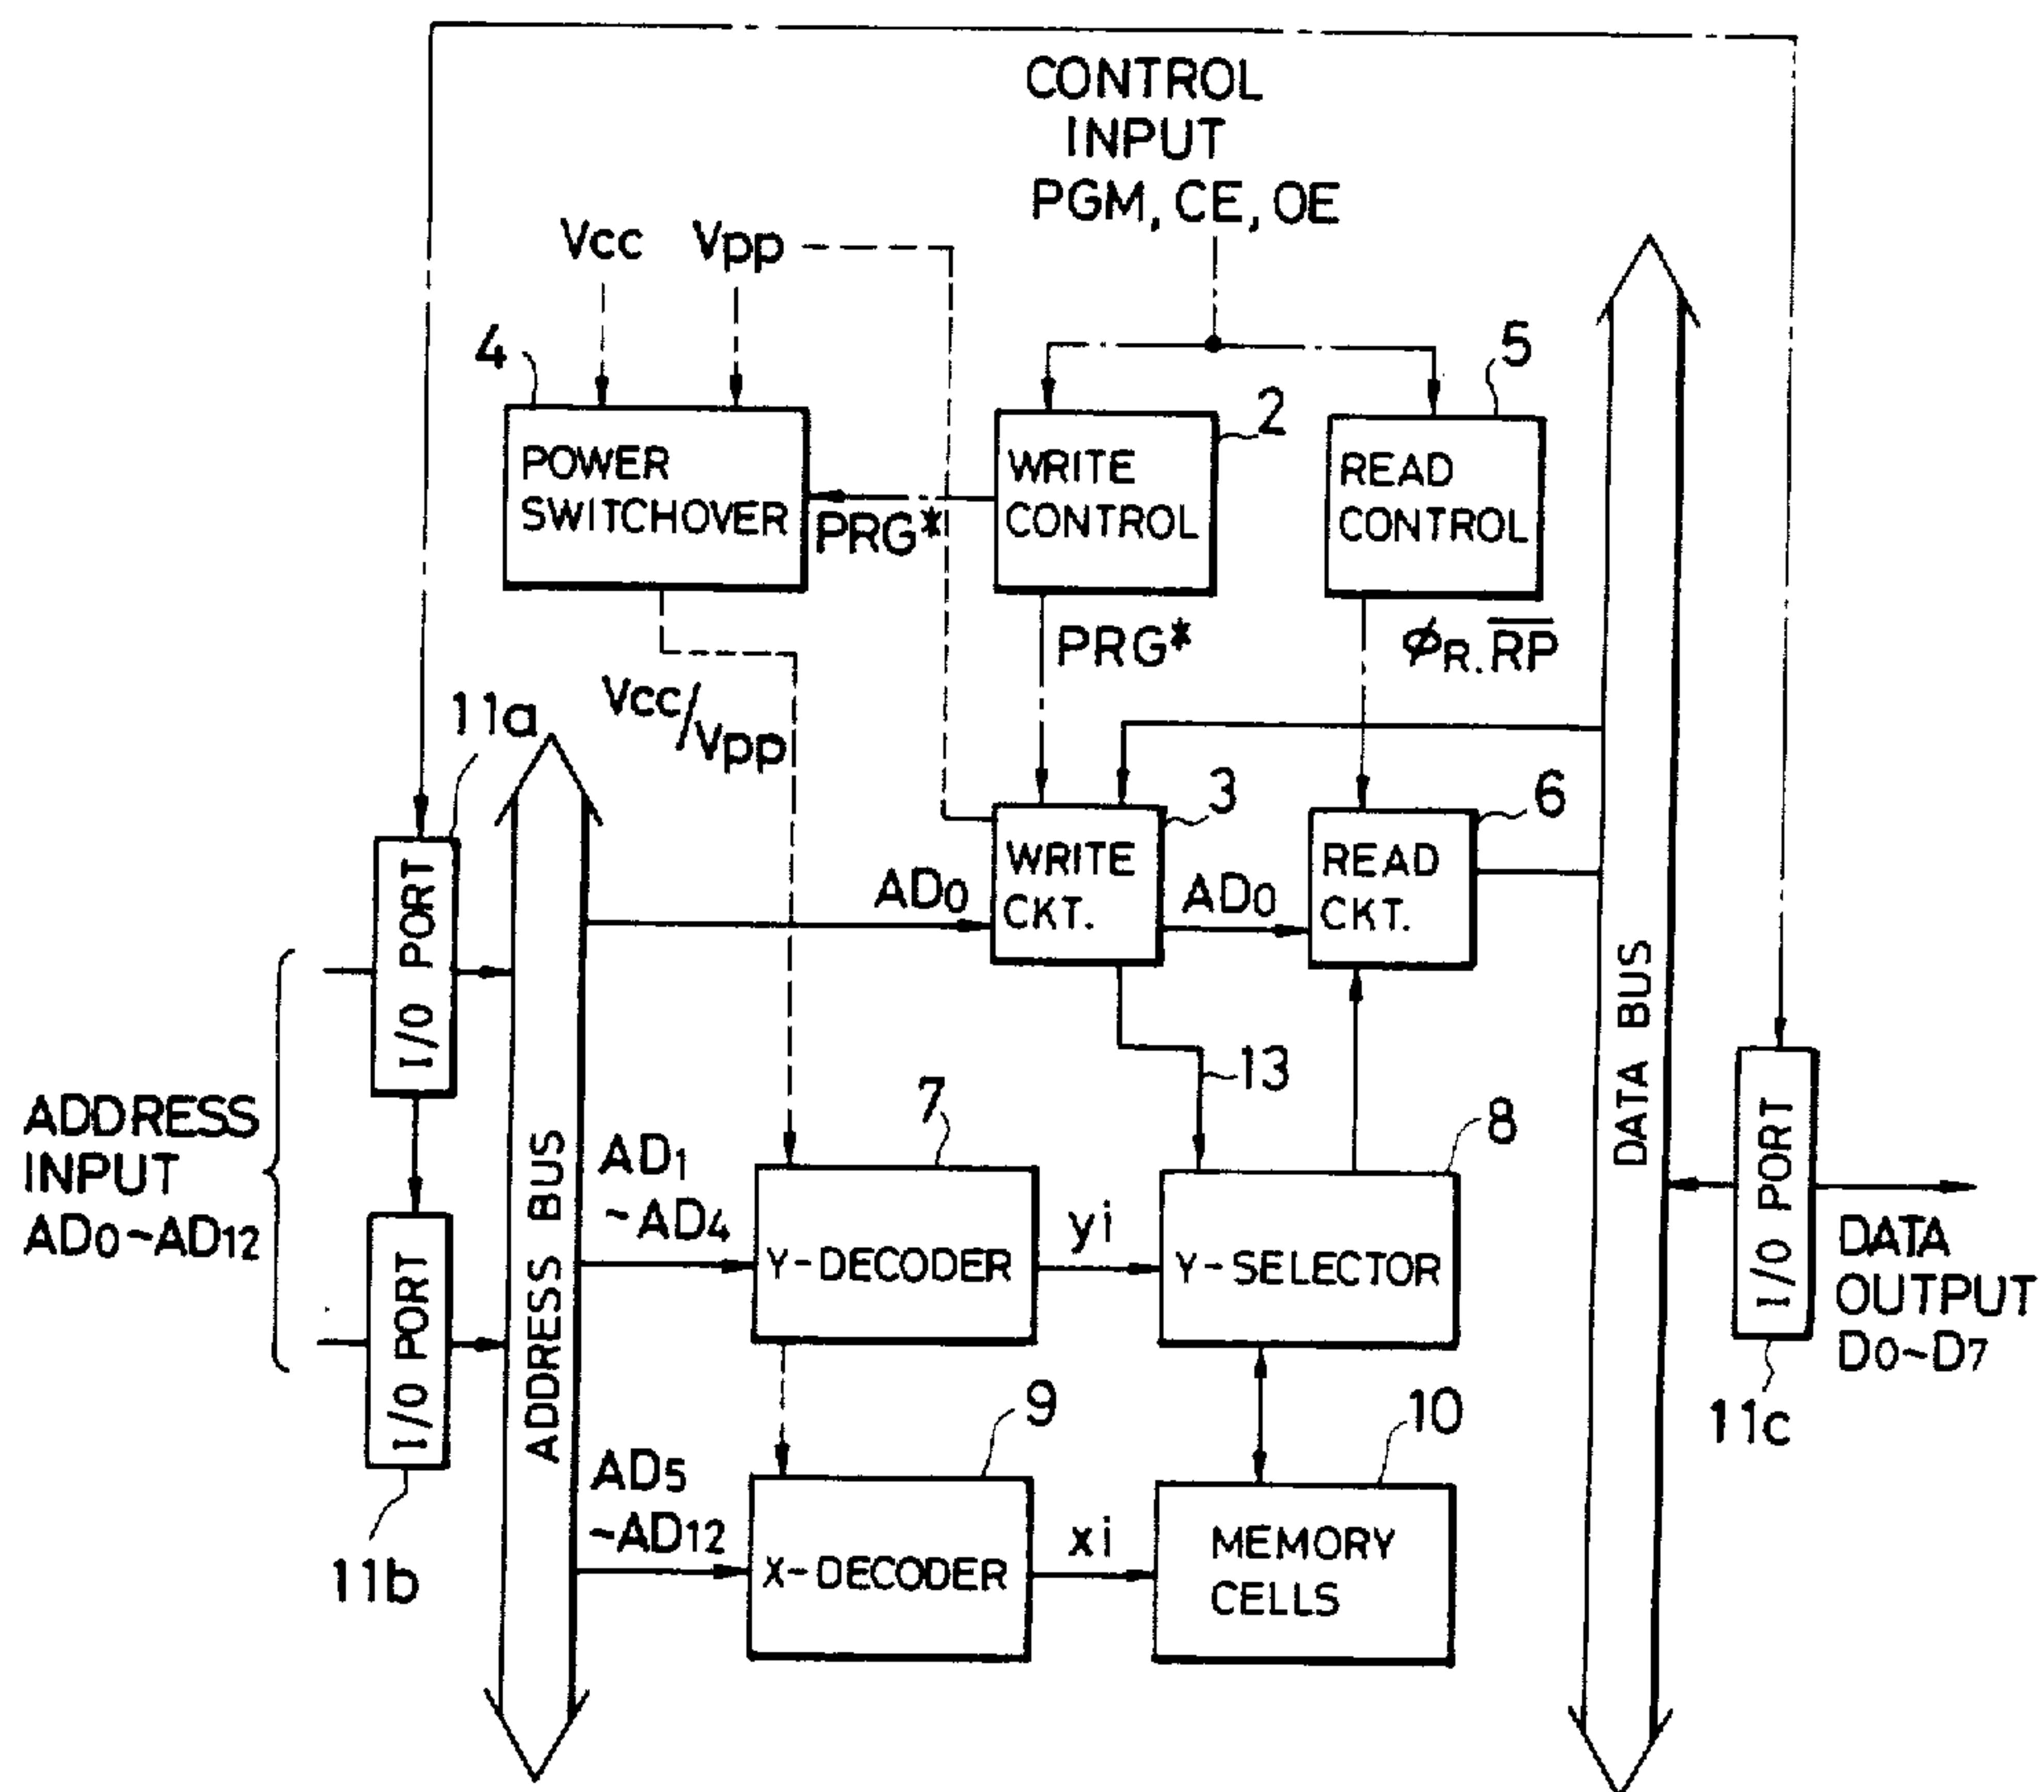 CONTROL
INPUT
PGM, CE, OE
Vcc
Vpp
4
5
2
POWER
SWITCHOVER
WRITE
CONTROL
READ
CONTROL
PRG*
PRG*
φR. R̅P̅
Vcc/Vpp
11a
3
6
I/O PORT
WRITE
CKT.
READ
CKT.
AD0
AD0
DATA BUS
13
ADDRESS
INPUT
AD0~AD12
7
8
I/O PORT
AD1
~AD4
Y-DECODER
yi
Y-SELECTOR
I/O PORT
DATA
OUTPUT
D0~D7
ADDRESS BUS
9
10
11c
AD5
~AD12
11b
X-DECODER
xi
MEMORY
CELLS